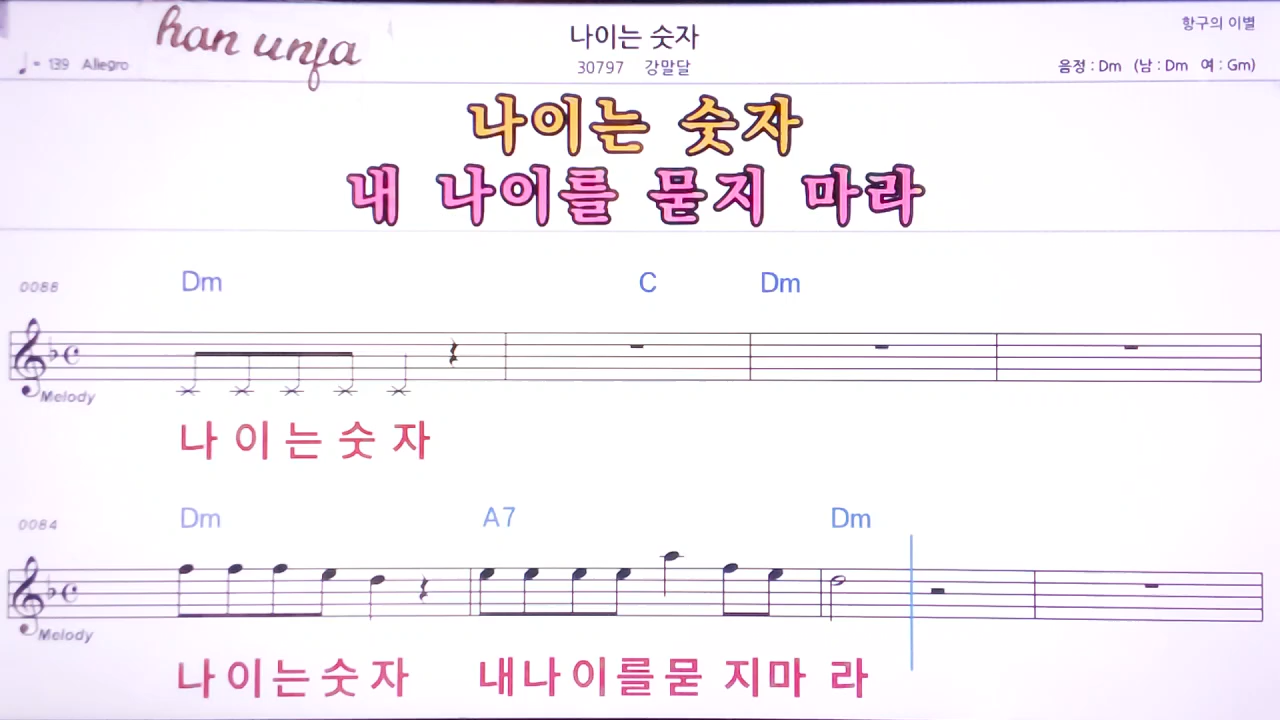 han unfa
나이는 숫자
항구의 이별
♩= 139 Allegro
30797 강말달
음정 : Dm (남 : Dm 여 : Gm)
나이는 숫자
내 나이를 묻지 마라
0088 Dm C Dm
Melody
나 이 는 숫 자
0084 Dm A7 Dm
Melody
나 이는숫 자 내나 이를묻 지마 라